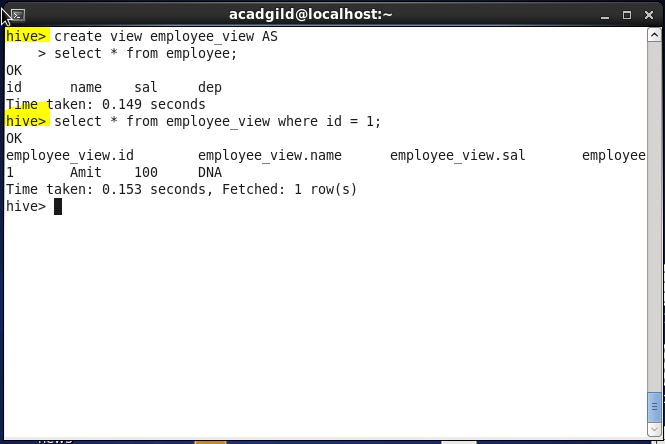 acadgild@localhost:~
hive> create view employee_view AS
    > select * from employee;
OK
id      name    sal     dep
Time taken: 0.149 seconds
hive> select * from employee_view where id = 1;
OK
employee_view.id        employee_view.name      employee_view.sal       employee
1       Amit    100     DNA
Time taken: 0.153 seconds, Fetched: 1 row(s)
hive>